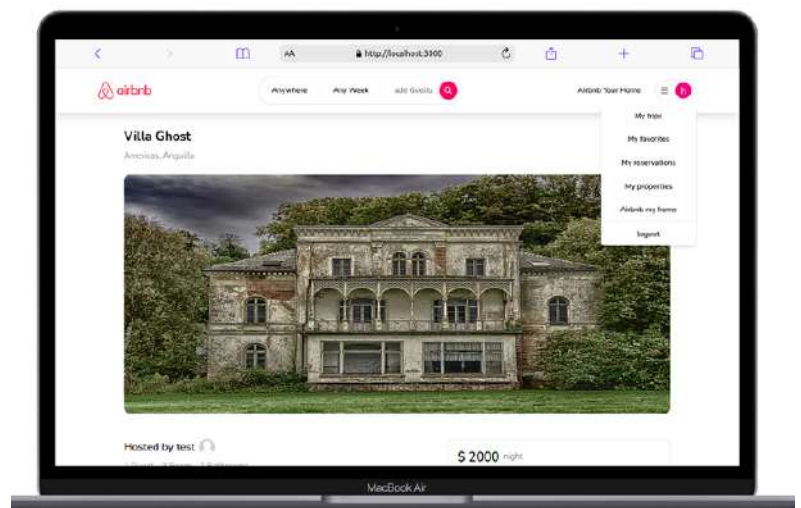 AA http://localhost:3000
airbnb Anywhere Any Week add Guests Airbnb Your Home h
My trips
My favorites
My reservations
My properties
Airbnb my home
logout
Villa Ghost
Americas, Anguilla
Hosted by test
$ 2000 night
MacBook Air